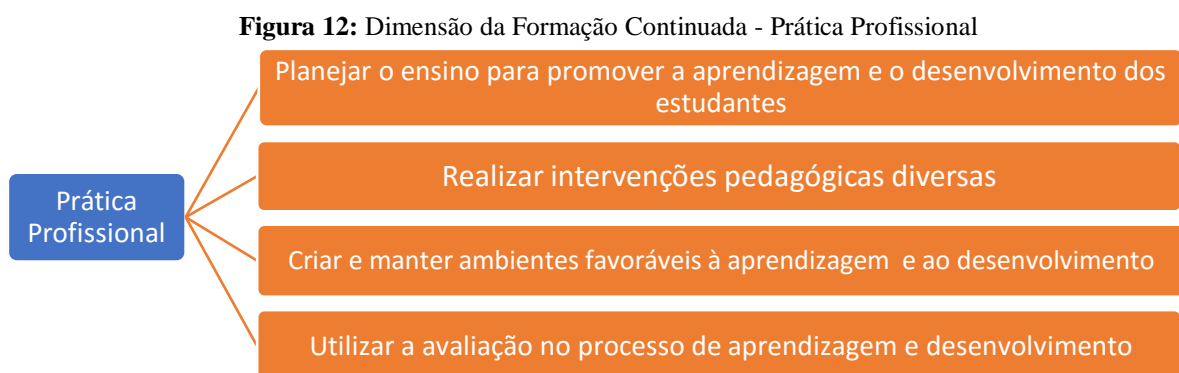 Figura 12: Dimensão da Formação Continuada - Prática Profissional
Planejar o ensino para promover a aprendizagem e o desenvolvimento dos
estudantes
Realizar intervenções pedagógicas diversas
Prática
Profissional
Criar e manter ambientes favoráveis à aprendizagem e ao desenvolvimento
Utilizar a avaliação no processo de aprendizagem e desenvolvimento